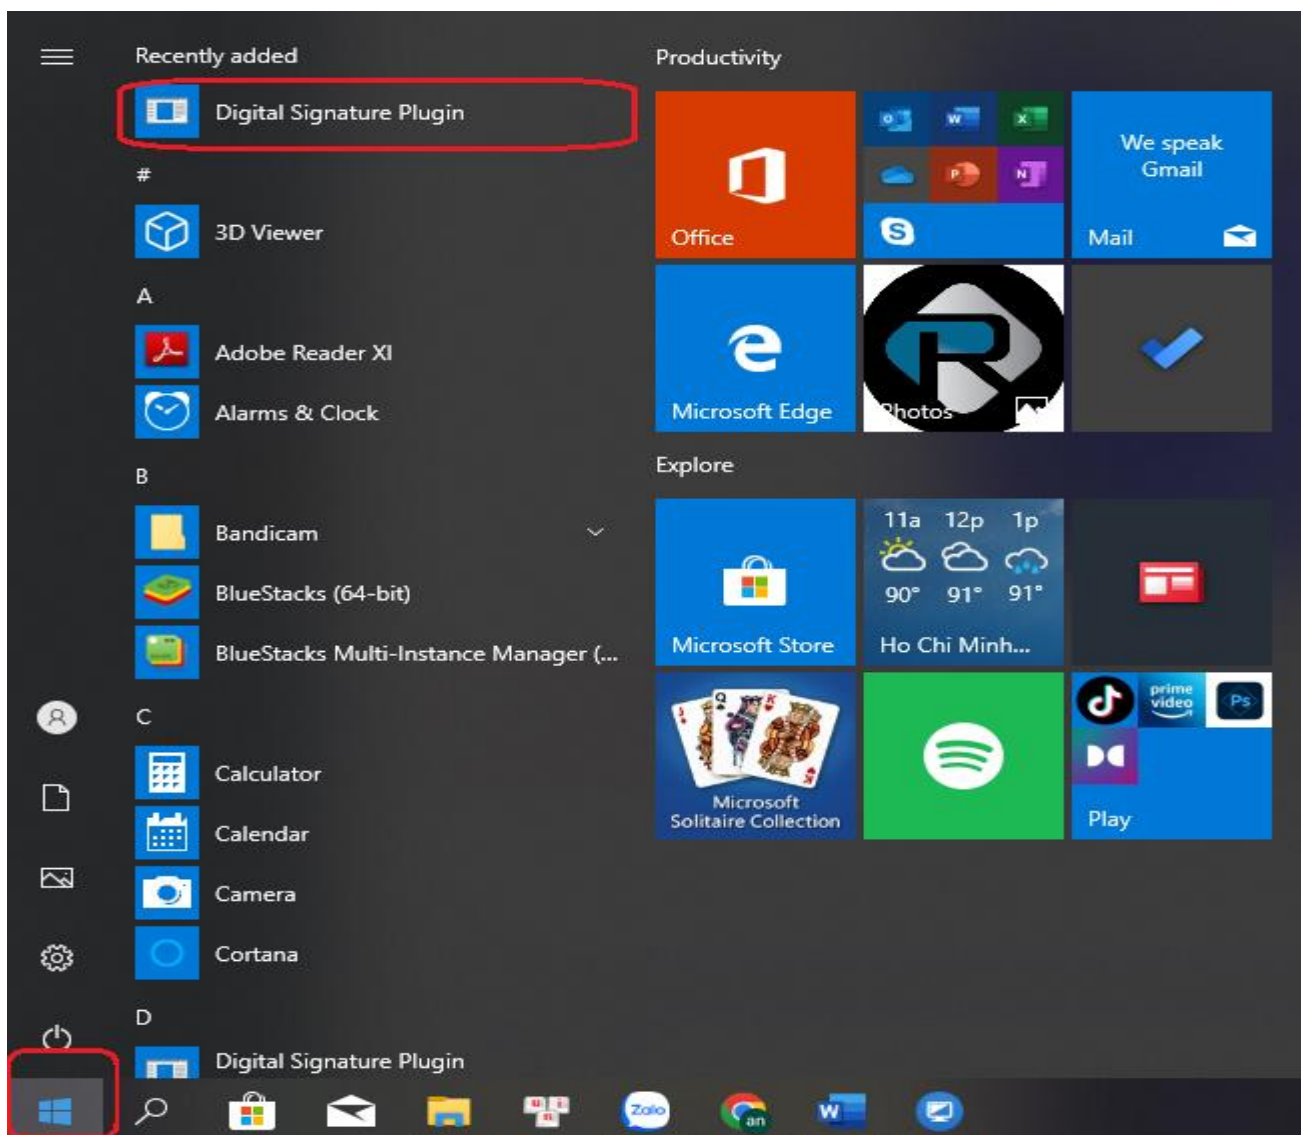 Recently added
Digital Signature Plugin
#
3D Viewer
A
Adobe Reader XI
Alarms & Clock
B
Bandicam
BlueStacks (64-bit)
BlueStacks Multi-Instance Manager (...
C
Calculator
Calendar
Camera
Cortana
D
Digital Signature Plugin
Productivity
Office
We speak
Gmail
Mail
Microsoft Edge
Photos
Explore
Microsoft Store
11a 12p 1p
90° 91° 91°
Ho Chi Minh...
Microsoft
Solitaire Collection
prime
video
Ps
Play
Zalo
an
W